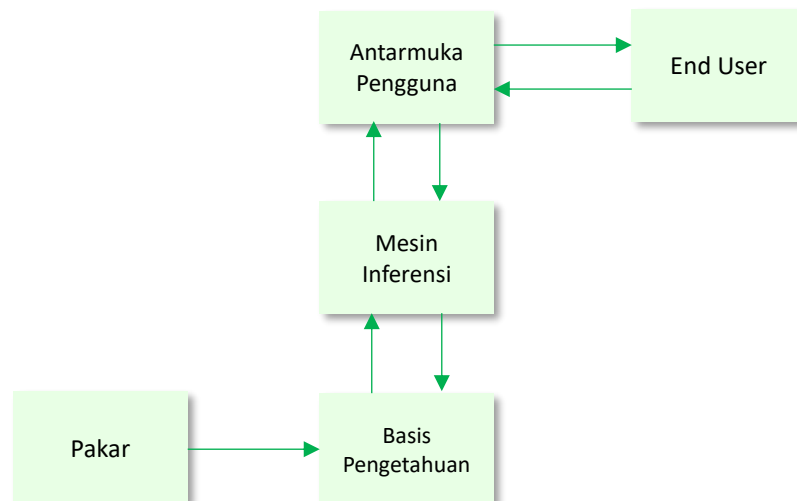 Antarmuka
Pengguna
End User
Mesin
Inferensi
Pakar
Basis
Pengetahuan